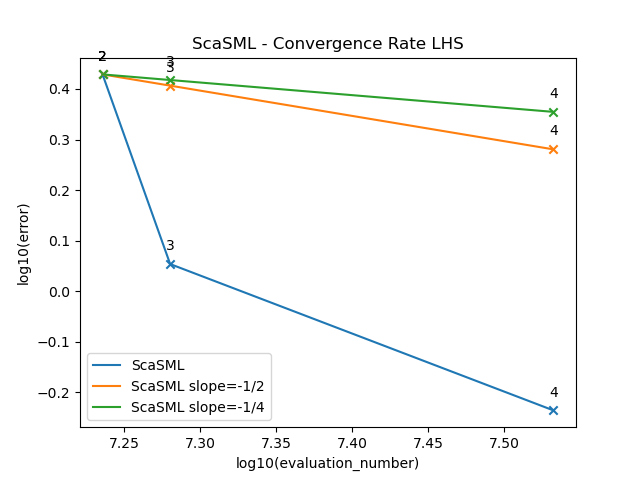 ScaSML - Convergence Rate LHS
2
3
3
4
4
3
4
0.4
0.3
0.2
0.1
0.0
−0.1
−0.2
log10(error)
ScaSML
ScaSML slope=-1/2
ScaSML slope=-1/4
7.25 7.30 7.35 7.40 7.45 7.50
log10(evaluation_number)